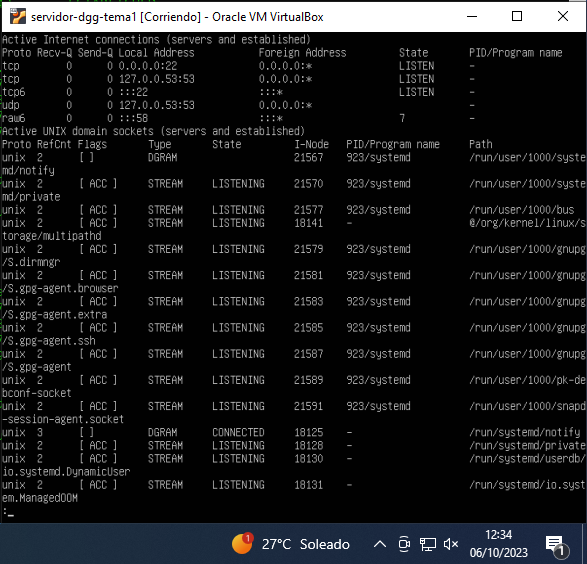 servidor-dgg-tema1 [Corriendo] - Oracle VM VirtualBox
Active Internet connections (servers and established)
Proto Recv-Q Send-Q Local Address Foreign Address State PID/Program name
tcp 0 0 0.0.0.0:22 0.0.0.0:* LISTEN -
tcp 0 0 127.0.0.53:53 0.0.0.0:* LISTEN -
tcp6 0 0 :::22 :::* LISTEN -
udp 0 0 127.0.0.53:53 0.0.0.0:* -
raw6 0 0 :::58 :::* 7 -
Active UNIX domain sockets (servers and established)
Proto RefCnt Flags Type State I-Node PID/Program name Path
unix 2 [ ] DGRAM 21567 923/systemd /run/user/1000/syste
md/notify
unix 2 [ ACC ] STREAM LISTENING 21570 923/systemd /run/user/1000/syste
md/private
unix 2 [ ACC ] STREAM LISTENING 21577 923/systemd /run/user/1000/bus
unix 2 [ ACC ] STREAM LISTENING 18141 - @/org/kernel/linux/s
torage/multipathd
unix 2 [ ACC ] STREAM LISTENING 21579 923/systemd /run/user/1000/gnupg
/S.dirmngr
unix 2 [ ACC ] STREAM LISTENING 21581 923/systemd /run/user/1000/gnupg
/S.gpg-agent.browser
unix 2 [ ACC ] STREAM LISTENING 21583 923/systemd /run/user/1000/gnupg
/S.gpg-agent.extra
unix 2 [ ACC ] STREAM LISTENING 21585 923/systemd /run/user/1000/gnupg
/S.gpg-agent.ssh
unix 2 [ ACC ] STREAM LISTENING 21587 923/systemd /run/user/1000/gnupg
/S.gpg-agent
unix 2 [ ACC ] STREAM LISTENING 21589 923/systemd /run/user/1000/pk-de
bconf-socket
unix 2 [ ACC ] STREAM LISTENING 21591 923/systemd /run/user/1000/snapd
-session-agent.socket
unix 3 [ ] DGRAM CONNECTED 18125 - /run/systemd/notify
unix 2 [ ACC ] STREAM LISTENING 18128 - /run/systemd/private
unix 2 [ ACC ] STREAM LISTENING 18130 - /run/systemd/userdb/
io.systemd.DynamicUser
unix 2 [ ACC ] STREAM LISTENING 18131 - /run/systemd/io.syst
em.ManagedOOM
:_
1 27°C Soleado 12:34 1
06/10/2023